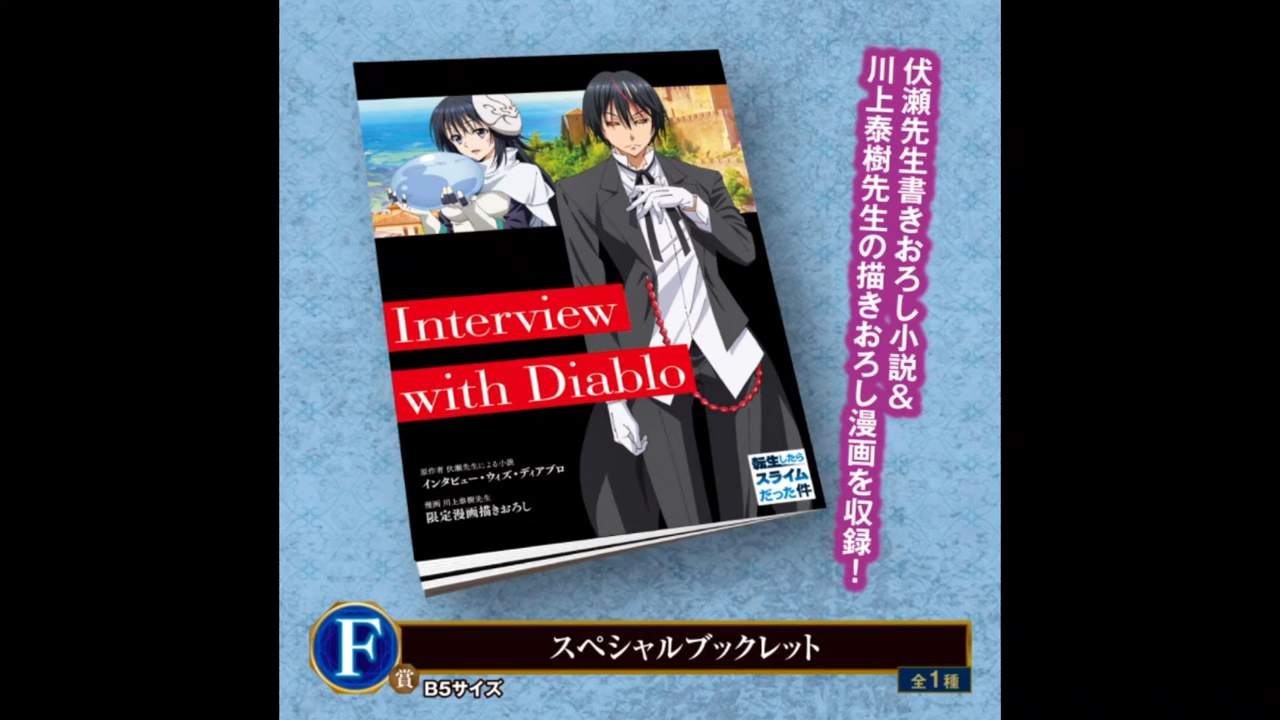 伏瀬先生書きおろし小説&
川上泰樹先生の描きおろし漫画を収録!
Interview
with Diablo
原作者 伏瀬先生による小説
インタビュー・ウィズ・ディアブロ
漫画 川上泰樹先生
限定漫画描きおろし
転生したら
スライム
だった件
F
賞
スペシャルブックレット
B5サイズ
全1種